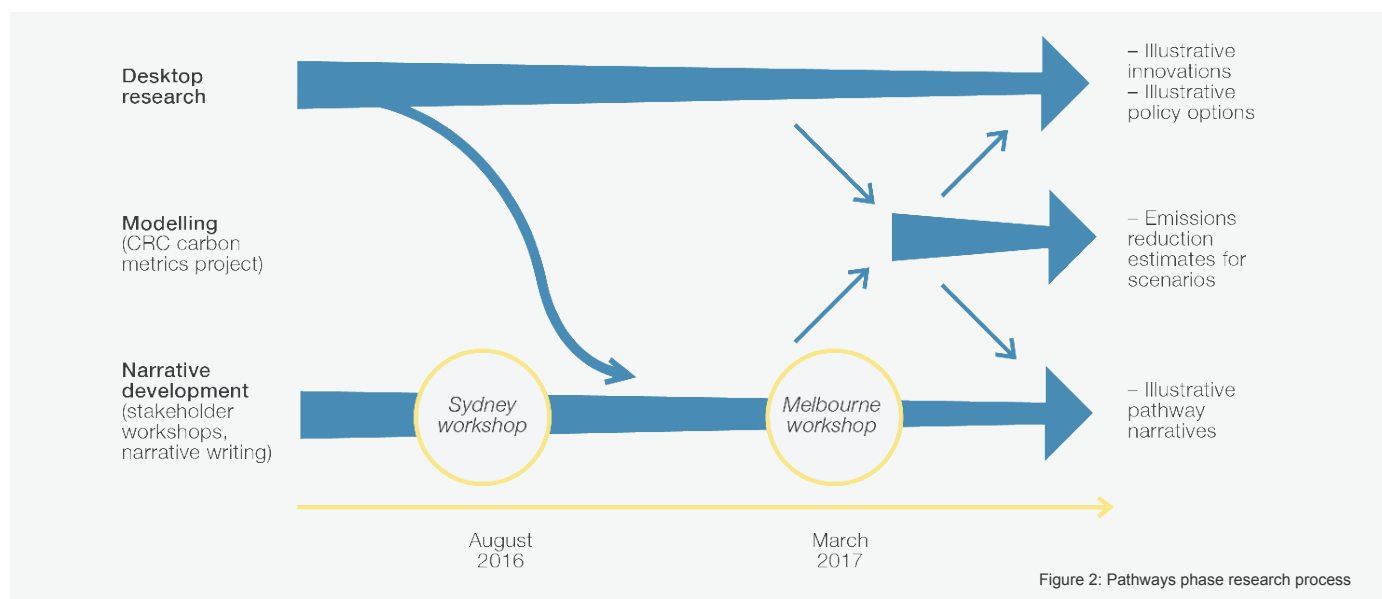 Desktop
research
– Illustrative
innovations
– Illustrative
policy options
Modelling
(CRC carbon
metrics project)
– Emissions
reduction
estimates for
scenarios
Narrative
development
(stakeholder
workshops,
narrative writing)
Sydney
workshop
Melbourne
workshop
– Illustrative
pathway
narratives
August
2016
March
2017
Figure 2: Pathways phase research process